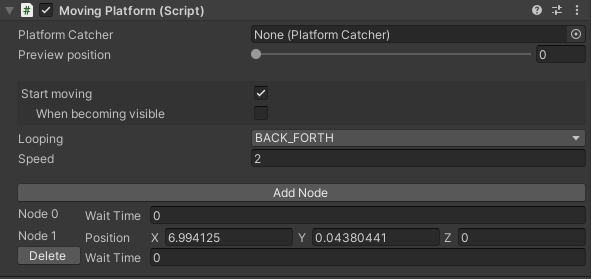 Moving Platform (Script)
Platform Catcher None (Platform Catcher)
Preview position 0
Start moving
When becoming visible
Looping BACK_FORTH
Speed 2
Add Node
Node 0 Wait Time 0
Node 1 Position X 6.994125 Y 0.04380441 Z 0
Delete Wait Time 0